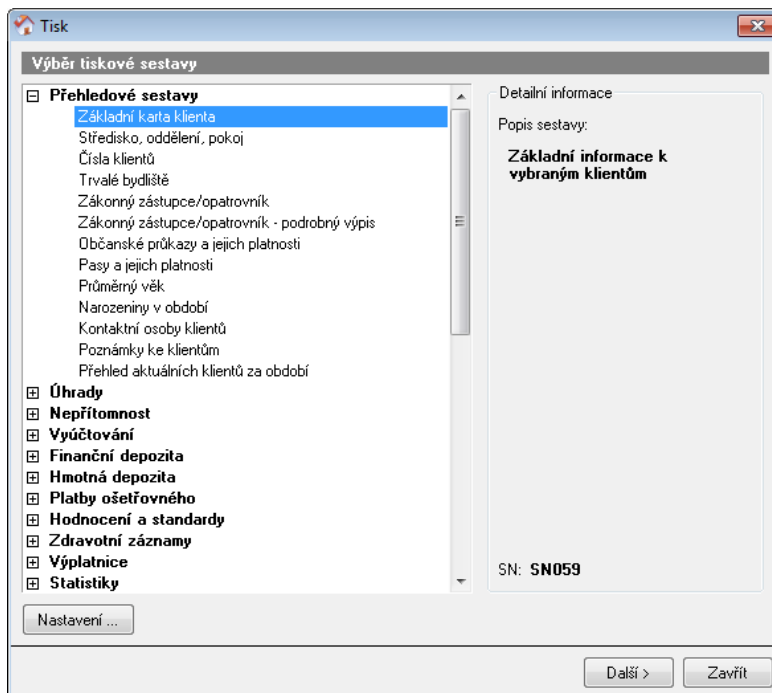 Tisk
Výběr tiskové sestavy
Přehledové sestavy
Základní karta klienta
Středisko, oddělení, pokoj
Čísla klientů
Trvalé bydliště
Zákonný zástupce/opatrovník
Zákonný zástupce/opatrovník - podrobný výpis
Občanské průkazy a jejich platnosti
Pasy a jejich platnosti
Průměrný věk
Narozeniny v období
Kontaktní osoby klientů
Poznámky ke klientům
Přehled aktuálních klientů za období
Úhrady
Nepřítomnost
Vyúčtování
Finanční depozita
Hmotná depozita
Platby ošetřovného
Hodnocení a standardy
Zdravotní záznamy
Výplatnice
Statistiky
Detailní informace
Popis sestavy:
Základní informace k
vybraným klientům
SN: SN059
Nastavení ...
Další >
Zavřít